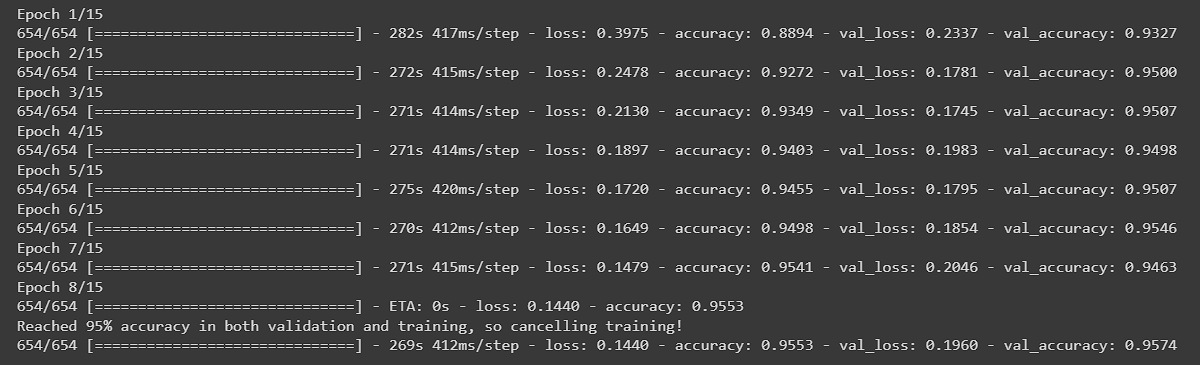 Epoch 1/15
654/654 [==============================] - 282s 417ms/step - loss: 0.3975 - accuracy: 0.8894 - val_loss: 0.2337 - val_accuracy: 0.9327
Epoch 2/15
654/654 [==============================] - 272s 415ms/step - loss: 0.2478 - accuracy: 0.9272 - val_loss: 0.1781 - val_accuracy: 0.9500
Epoch 3/15
654/654 [==============================] - 271s 414ms/step - loss: 0.2130 - accuracy: 0.9349 - val_loss: 0.1745 - val_accuracy: 0.9507
Epoch 4/15
654/654 [==============================] - 271s 414ms/step - loss: 0.1897 - accuracy: 0.9403 - val_loss: 0.1983 - val_accuracy: 0.9498
Epoch 5/15
654/654 [==============================] - 275s 420ms/step - loss: 0.1720 - accuracy: 0.9455 - val_loss: 0.1795 - val_accuracy: 0.9507
Epoch 6/15
654/654 [==============================] - 270s 412ms/step - loss: 0.1649 - accuracy: 0.9498 - val_loss: 0.1854 - val_accuracy: 0.9546
Epoch 7/15
654/654 [==============================] - 271s 415ms/step - loss: 0.1479 - accuracy: 0.9541 - val_loss: 0.2046 - val_accuracy: 0.9463
Epoch 8/15
654/654 [==============================] - ETA: 0s - loss: 0.1440 - accuracy: 0.9553
Reached 95% accuracy in both validation and training, so cancelling training!
654/654 [==============================] - 269s 412ms/step - loss: 0.1440 - accuracy: 0.9553 - val_loss: 0.1960 - val_accuracy: 0.9574